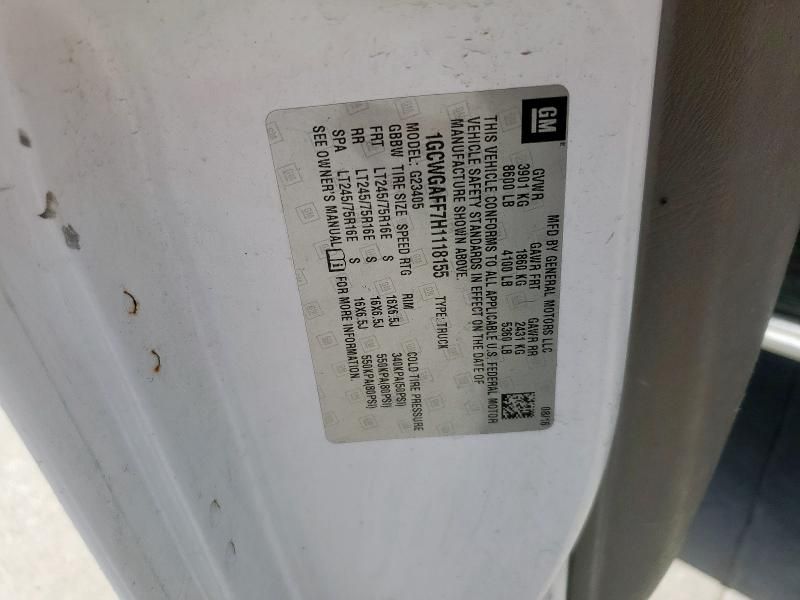 GM
MFD BY GENERAL MOTORS LLC
08/16
GVWR GAWR FRT GAWR RR
3901 KG 1860 KG 2431 KG
8600 LB 4100 LB 5360 LB
THIS VEHICLE CONFORMS TO ALL APPLICABLE U.S. FEDERAL MOTOR
VEHICLE SAFETY STANDARDS IN EFFECT ON THE DATE OF
MANUFACTURE SHOWN ABOVE.
1GCWGAFF7H1118155 TYPE: TRUCK
MODEL: G23405
GBBW TIRE SIZE SPEED RTG RIM COLD TIRE PRESSURE
FRT LT245/75R16E S 16X6.5J 340KPA(50PSI)
RR LT245/75R16E S 16X6.5J 550KPA(80PSI)
SPA LT245/75R16E S 16X6.5J 550KPA(80PSI)
SEE OWNER'S MANUAL FOR MORE INFORMATION.